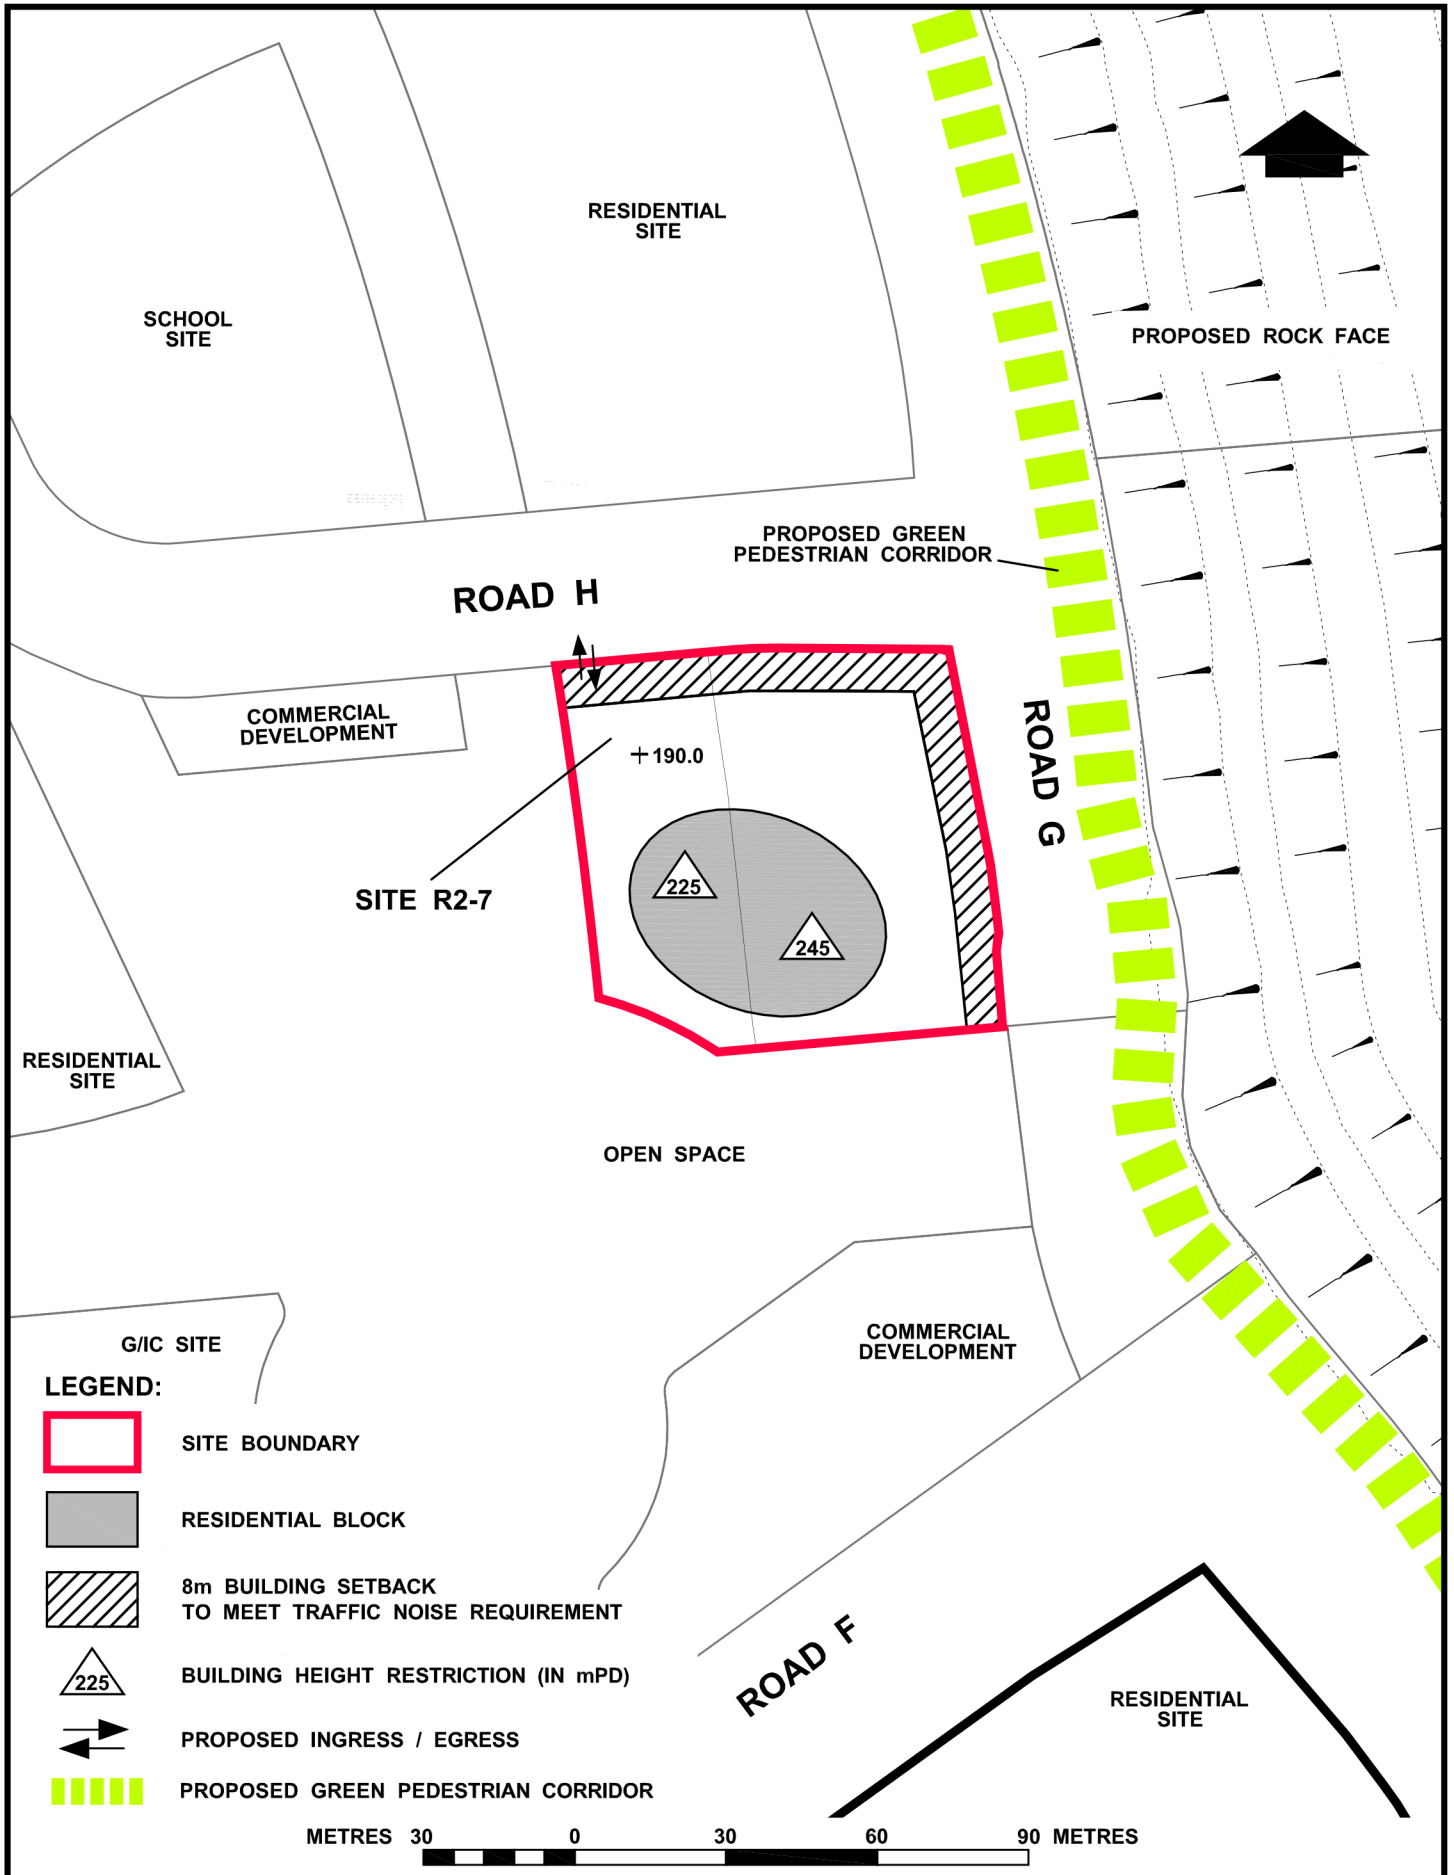 RESIDENTIAL
SITE
SCHOOL
SITE
PROPOSED ROCK FACE
PROPOSED GREEN
PEDESTRIAN CORRIDOR
ROAD H
COMMERCIAL
DEVELOPMENT
ROAD G
190.0
225
SITE R2-7
245
RESIDENTIAL
SITE
OPEN SPACE
G/IC SITE
COMMERCIAL
DEVELOPMENT
LEGEND:
SITE BOUNDARY
RESIDENTIAL BLOCK
8m BUILDING SETBACK
TO MEET TRAFFIC NOISE REQUIREMENT
225
BUILDING HEIGHT RESTRICTION (IN mPD)
PROPOSED INGRESS / EGRESS
PROPOSED GREEN PEDESTRIAN CORRIDOR
ROAD F
RESIDENTIAL
SITE
METRES 30 0 30 60 90 METRES